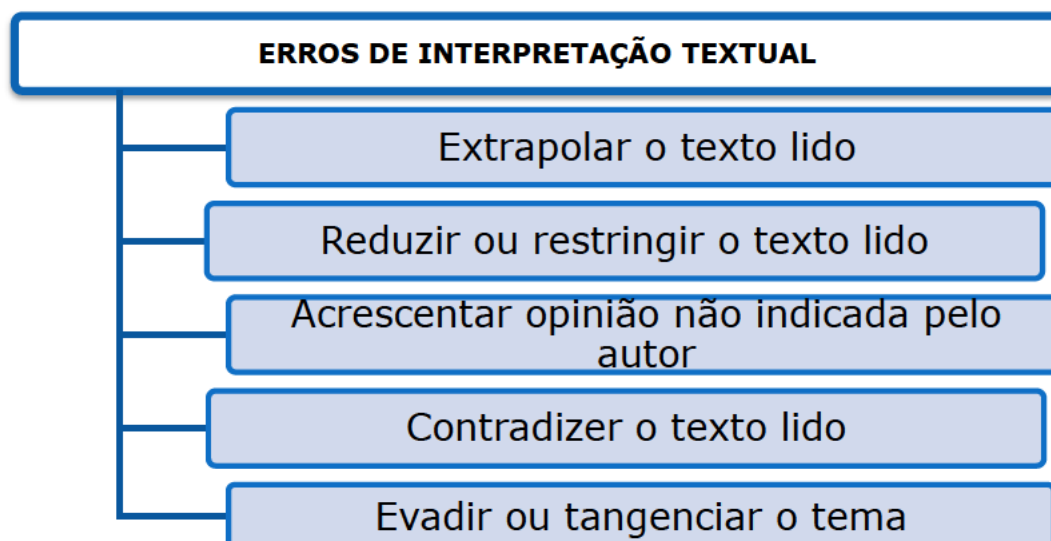 ERROS DE INTERPRETAÇÃO TEXTUAL
Extrapolar o texto lido
Reduzir ou restringir o texto lido
Acrescentar opinião não indicada pelo
autor
Contradizer o texto lido
Evadir ou tangenciar o tema